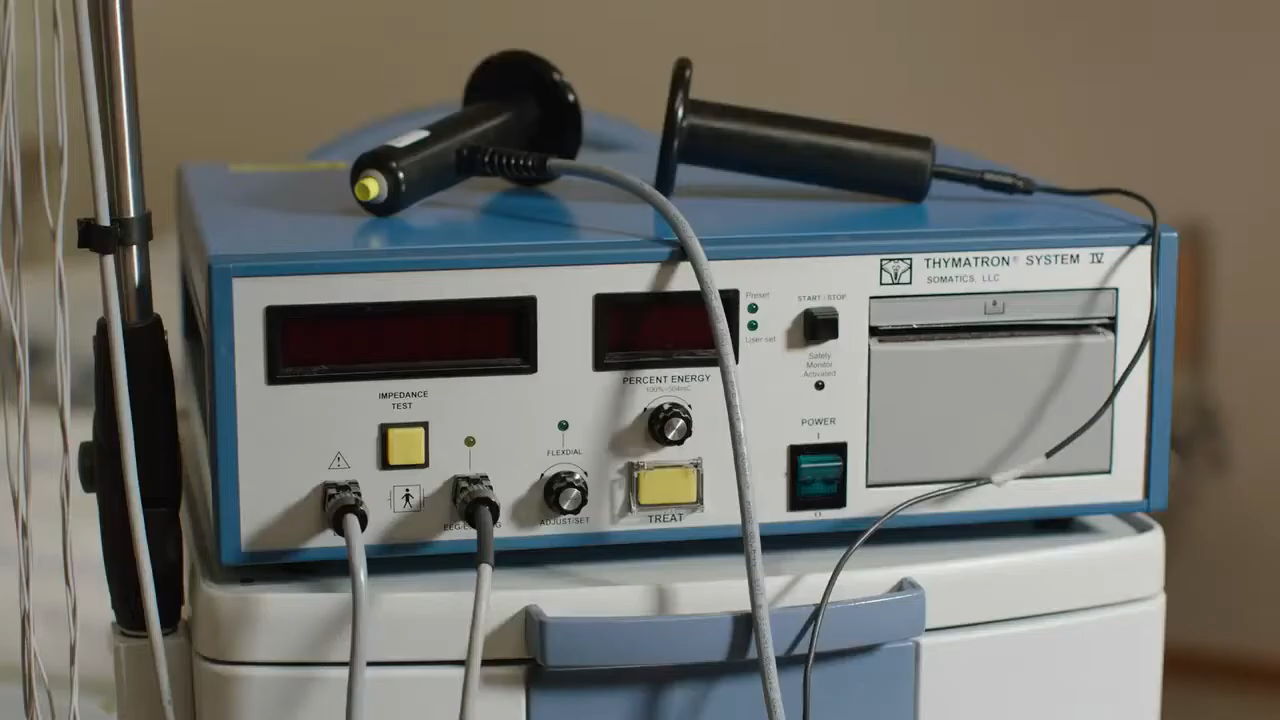 THYMATRON® SYSTEM IV
SOMATICS, LLC
Preset
User set
START / STOP
Safety
Monitor
Activated
PERCENT ENERGY
100%=504mC
IMPEDANCE
TEST
POWER
I
FLEXDIAL
ADJUST/SET
TREAT
O